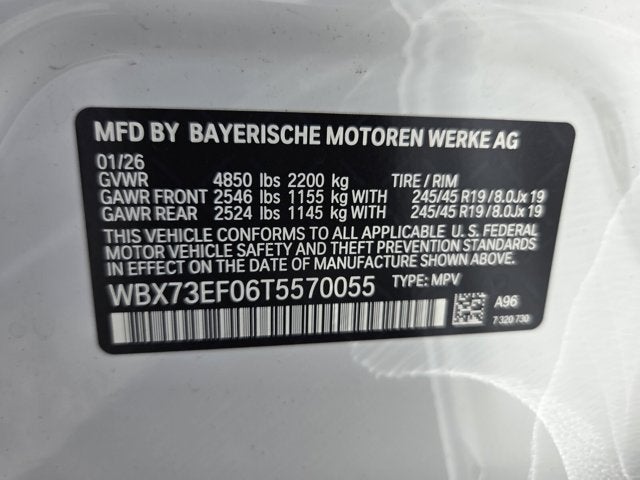 MFD BY BAYERISCHE MOTOREN WERKE AG
01/26
GVWR 4850 lbs 2200 kg TIRE / RIM
GAWR FRONT 2546 lbs 1155 kg WITH 245/45 R19/8.0Jx19
GAWR REAR 2524 lbs 1145 kg WITH 245/45 R19/8.0Jx19
THIS VEHICLE CONFORMS TO ALL APPLICABLE U. S. FEDERAL
MOTOR VEHICLE SAFETY AND THEFT PREVENTION STANDARDS
IN EFFECT ON THE DATE OF MANUFACTURE SHOWN ABOVE.
WBX73EF06T5570055 TYPE: MPV
A96
7 320 730